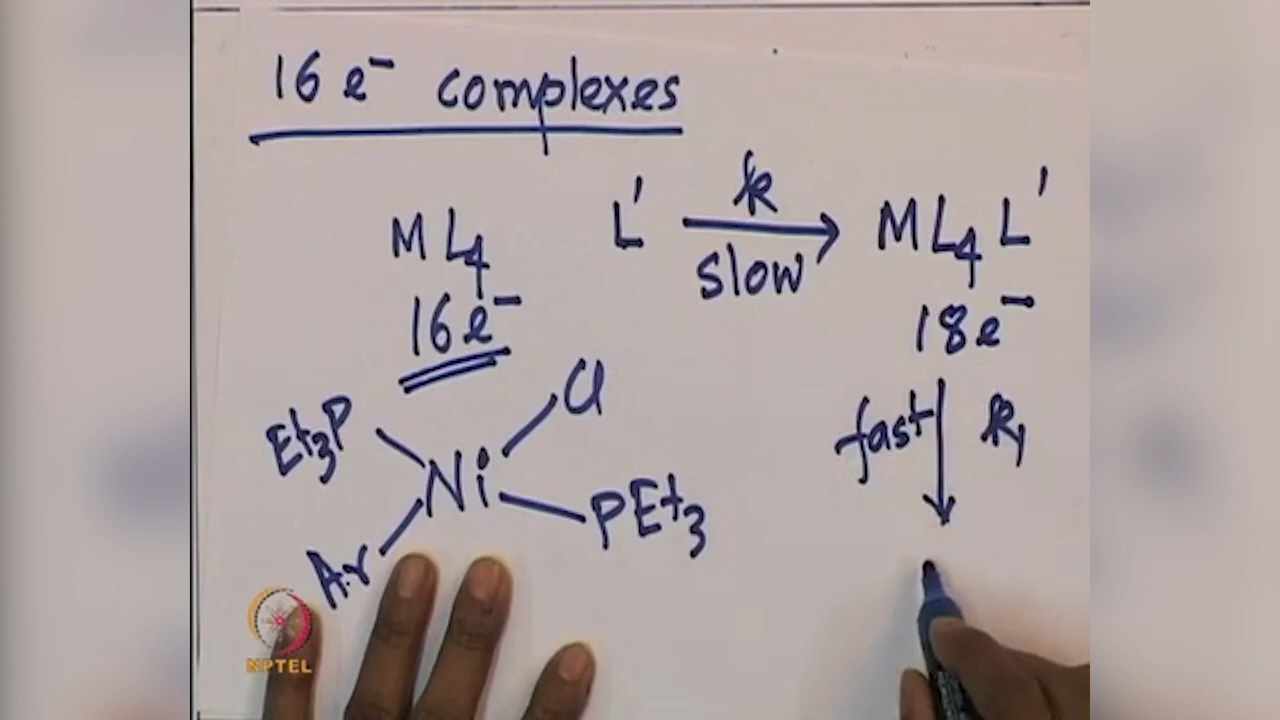 16 e⁻ complexes
ML₄ L' k ML₄L'
slow
16e⁻ 18e⁻
Et₃P Cl fast k₁
Ni
PEt₃
Ar
NPTEL